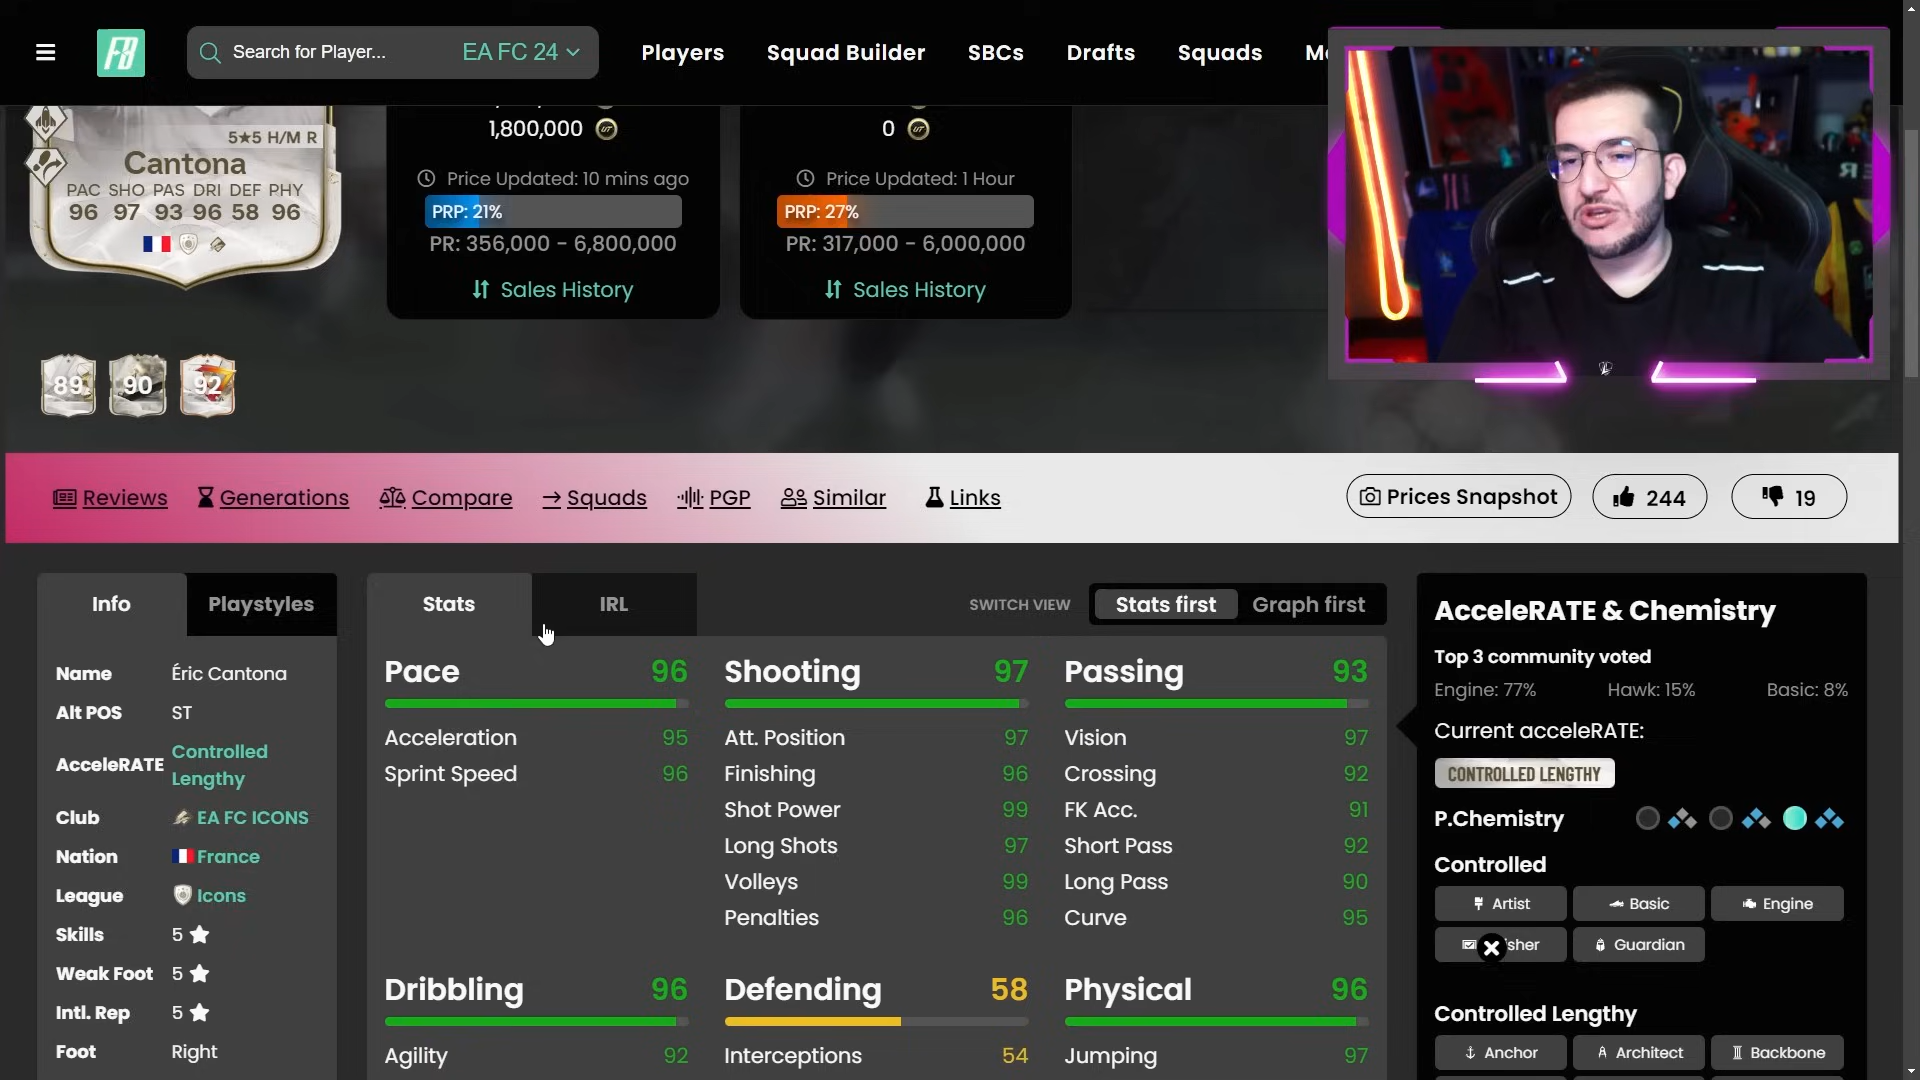 FB
Search for Player...
EA FC 24
Players
Squad Builder
SBCs
Drafts
Squads
5★5 H/M R
Cantona
PAC SHO PAS DRI DEF PHY
96 97 93 96 58 96
1,800,000
Price Updated: 10 mins ago
PRP: 21%
PR: 356,000 - 6,800,000
Sales History
0
Price Updated: 1 Hour
PRP: 27%
PR: 317,000 - 6,000,000
Sales History
89 90 92
Reviews
Generations
Compare
Squads
PGP
Similar
Links
Prices Snapshot
244
19
Info
Playstyles
Name Éric Cantona
Alt POS ST
AcceleRATE Controlled
Lengthy
Club EA FC ICONS
Nation France
League Icons
Skills 5 ★
Weak Foot 5 ★
Intl. Rep 5 ★
Foot Right
Stats
IRL
SWITCH VIEW
Stats first
Graph first
Pace 96
Acceleration 95
Sprint Speed 96
Shooting 97
Att. Position 97
Finishing 96
Shot Power 99
Long Shots 97
Volleys 99
Penalties 96
Passing 93
Vision 97
Crossing 92
FK Acc. 91
Short Pass 92
Long Pass 90
Curve 95
Dribbling 96
Agility 92
Defending 58
Interceptions 54
Physical 96
Jumping 97
AcceleRATE & Chemistry
Top 3 community voted
Engine: 77% Hawk: 15% Basic: 8%
Current acceleRATE:
CONTROLLED LENGTHY
P.Chemistry
Controlled
Artist Basic Engine
Guardian
Controlled Lengthy
Anchor Architect Backbone